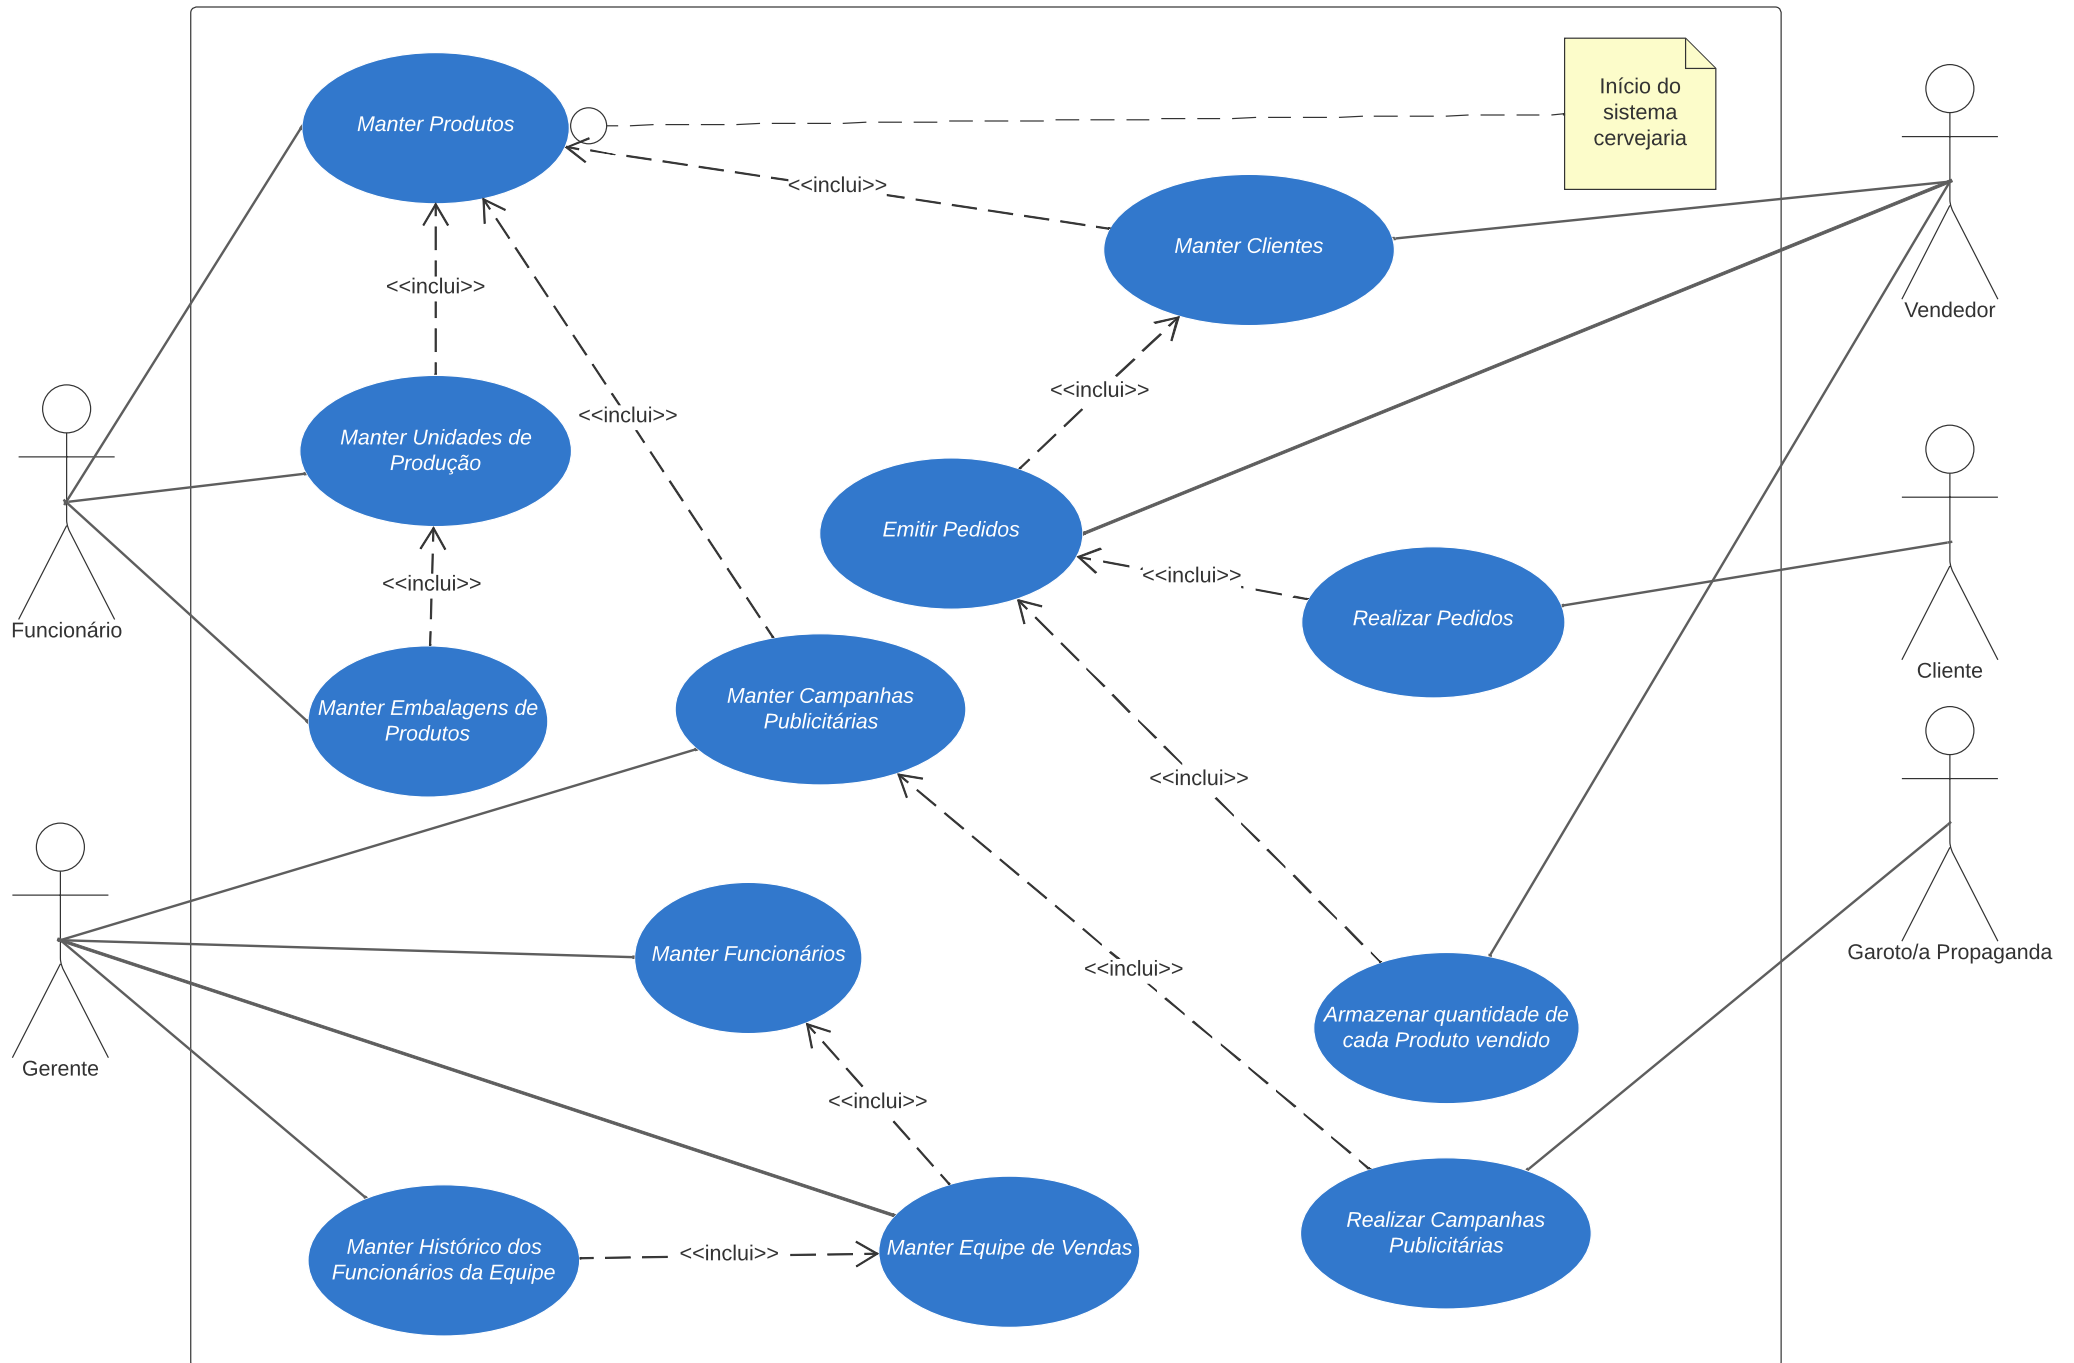 Início do
sistema
cervejaria
Manter Produtos
<<inclui>>
Manter Clientes
<<inclui>>
Vendedor
<<inclui>>
<<inclui>>
Manter Unidades de
Produção
Emitir Pedidos
<<inclui>>
<<inclui>>
Realizar Pedidos
Funcionário
Cliente
Manter Embalagens de
Produtos
Manter Campanhas
Publicitárias
<<inclui>>
Manter Funcionários
<<inclui>>
Garoto/a Propaganda
Armazenar quantidade de
cada Produto vendido
Gerente
<<inclui>>
Manter Histórico dos
Funcionários da Equipe
<<inclui>>
Manter Equipe de Vendas
Realizar Campanhas
Publicitárias